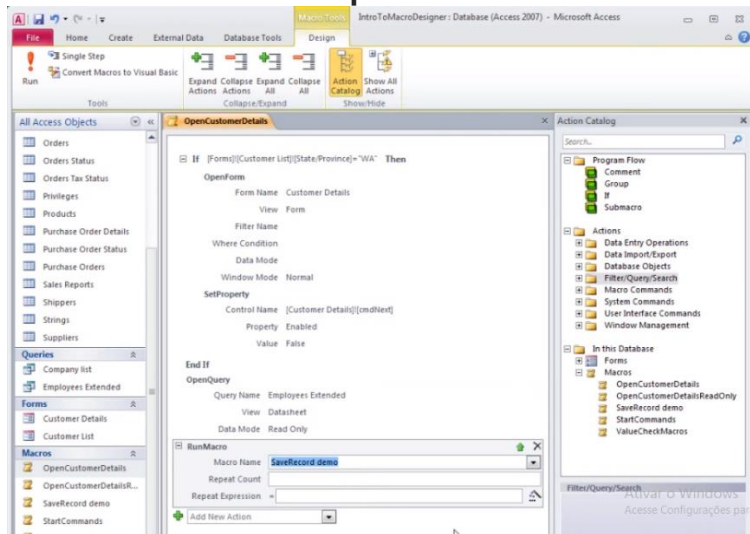 Macro Tools
IntroToMacroDesigner : Database (Access 2007) - Microsoft Access
File Home Create External Data Database Tools Design
Run
Single Step
Convert Macros to Visual Basic
Tools
Expand Actions
Collapse Actions
Expand All
Collapse All
Collapse/Expand
Action Catalog
Show All Actions
Show/Hide
All Access Objects
Orders
Orders Status
Orders Tax Status
Privileges
Products
Purchase Order Details
Purchase Order Status
Purchase Orders
Sales Reports
Shippers
Strings
Suppliers
Queries
Company list
Employees Extended
Forms
Customer Details
Customer List
Macros
OpenCustomerDetails
OpenCustomerDetailsR...
SaveRecord demo
StartCommands
OpenCustomerDetails
If [Forms]![Customer List]![State/Province]="WA" Then
OpenForm
Form Name Customer Details
View Form
Filter Name
Where Condition
Data Mode
Window Mode Normal
SetProperty
Control Name [Customer Details]![cmdNext]
Property Enabled
Value False
End If
OpenQuery
Query Name Employees Extended
View Datasheet
Data Mode Read Only
RunMacro
Macro Name SaveRecord demo
Repeat Count
Repeat Expression =
Add New Action
Action Catalog
Search...
Program Flow
Comment
Group
If
Submacro
Actions
Data Entry Operations
Data Import/Export
Database Objects
Filter/Query/Search
Macro Commands
System Commands
User Interface Commands
Window Management
In this Database
Forms
Macros
OpenCustomerDetails
OpenCustomerDetailsReadOnly
SaveRecord demo
StartCommands
ValueCheckMacros
Filter/Query/Search
Ativar o Windows
Acesse Configurações par